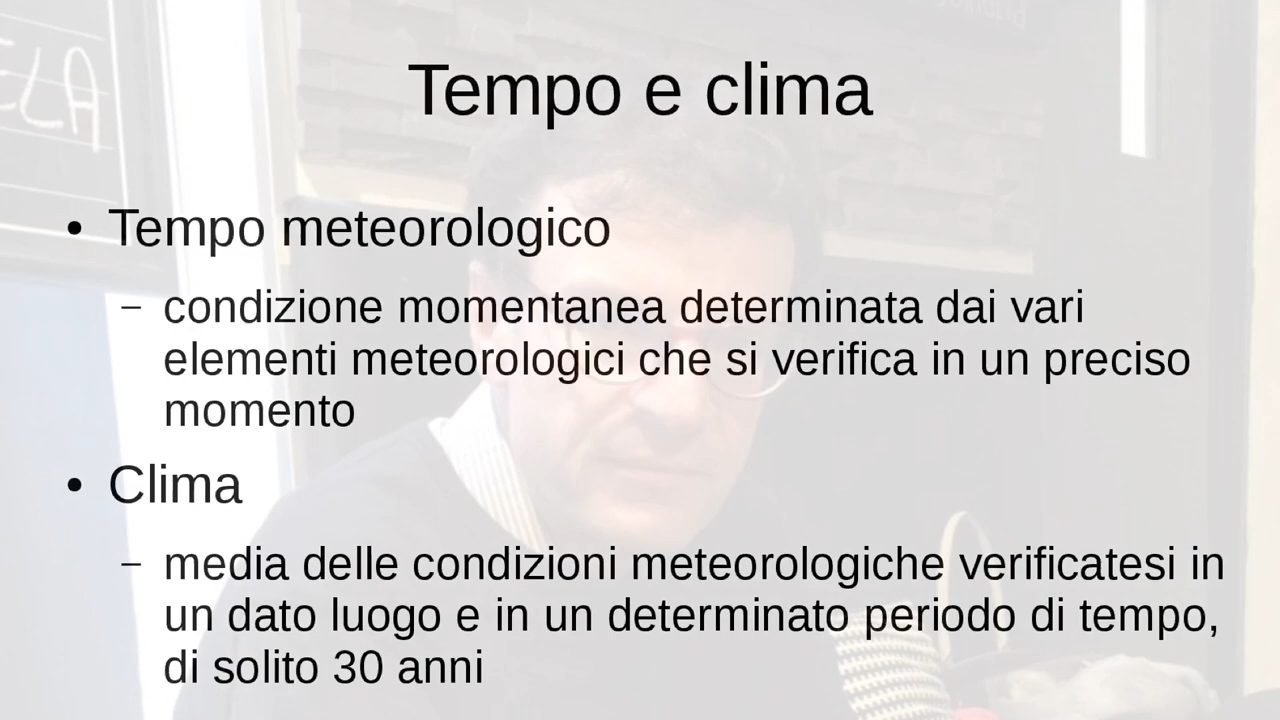 ELA
Tempo e clima
• Tempo meteorologico
– condizione momentanea determinata dai vari
elementi meteorologici che si verifica in un preciso
momento
• Clima
– media delle condizioni meteorologiche verificatesi in
un dato luogo e in un determinato periodo di tempo,
di solito 30 anni